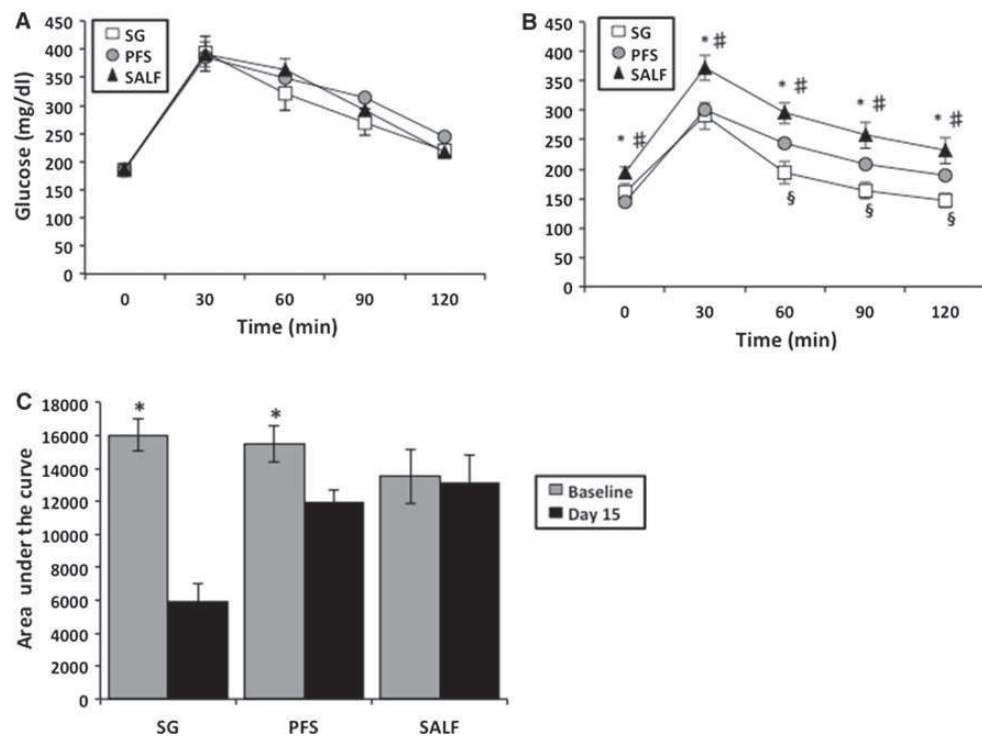 A
450
400
350
300
250
200
150
100
50
0
Glucose (mg/dl)
SG
PFS
SALF
0 30 60 90 120
Time (min)
B
450
400
350
300
250
200
150
100
50
0
SG
PFS
SALF
* #
* #
* #
* #
* #
§
§
§
0 30 60 90 120
Time (min)
C
18000
16000
14000
12000
10000
8000
6000
4000
2000
0
Area under the curve
*
*
SG PFS SALF
Baseline
Day 15